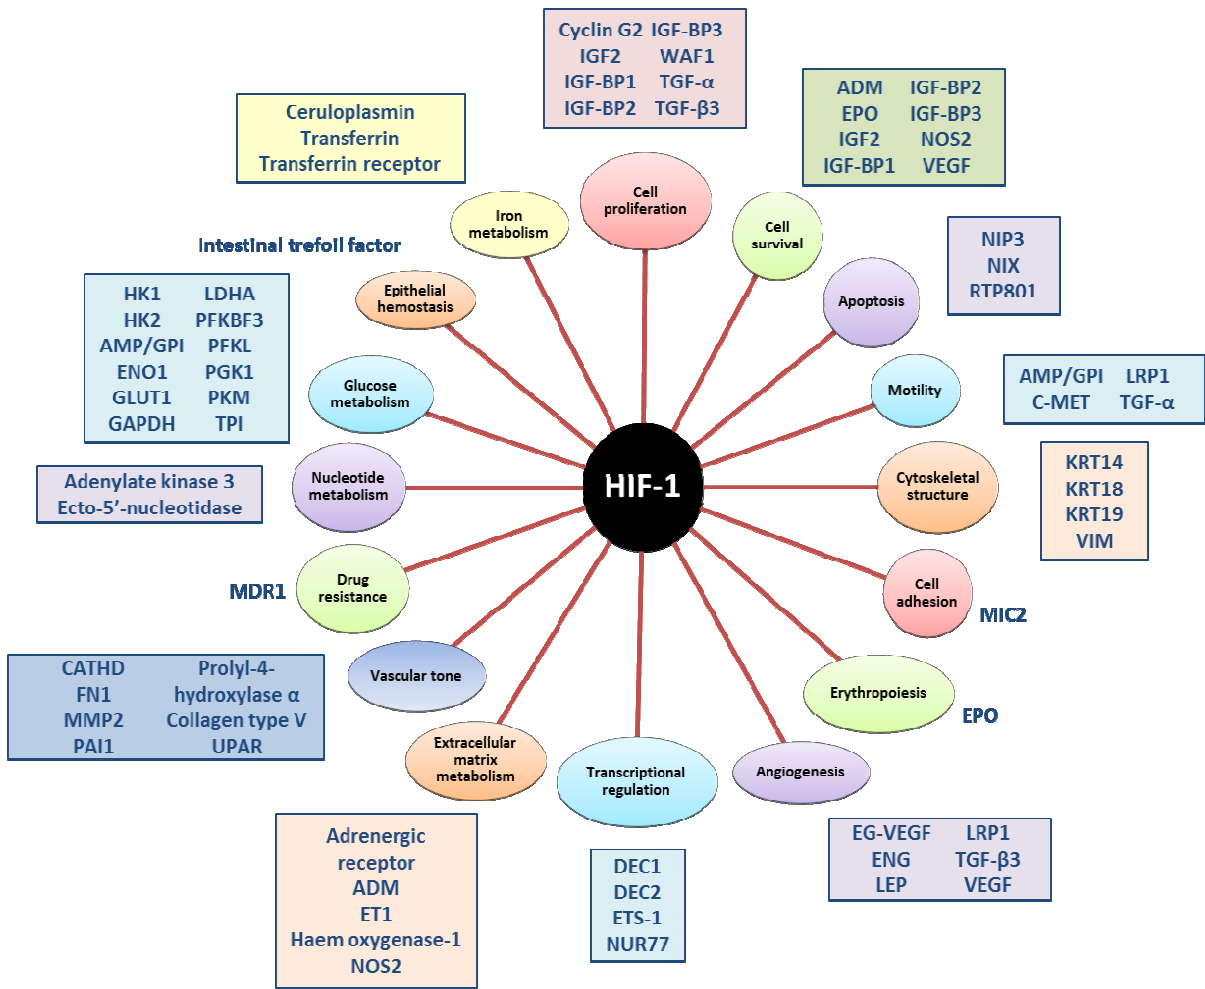 Cyclin G2 IGF-BP3
IGF2 WAF1
IGF-BP1 TGF-α
IGF-BP2 TGF-β3
Cell
proliferation
ADM IGF-BP2
EPO IGF-BP3
IGF2 NOS2
IGF-BP1 VEGF
Cell
survival
NIP3
NIX
RTP801
Apoptosis
AMP/GPI LRP1
C-MET TGF-α
Motility
KRT14
KRT18
KRT19
VIM
Cytoskeletal
structure
Cell
adhesion
MIC2
Erythropoiesis
EPO
Angiogenesis
EG-VEGF LRP1
ENG TGF-β3
LEP VEGF
Transcriptional
regulation
DEC1
DEC2
ETS-1
NUR77
Extracellular
matrix
metabolism
Adrenergic
receptor
ADM
ET1
Haem oxygenase-1
NOS2
Vascular tone
CATHD Prolyl-4-
FN1 hydroxylase α
MMP2 Collagen type V
PAI1 UPAR
Drug
resistance
MDR1
Nucleotide
metabolism
Adenylate kinase 3
Ecto-5’-nucleotidase
Glucose
metabolism
HK1 LDHA
HK2 PFKBF3
AMP/GPI PFKL
ENO1 PGK1
GLUT1 PKM
GAPDH TPI
Epithelial
hemostasis
Intestinal trefoil factor
Iron
metabolism
Ceruloplasmin
Transferrin
Transferrin receptor
HIF-1